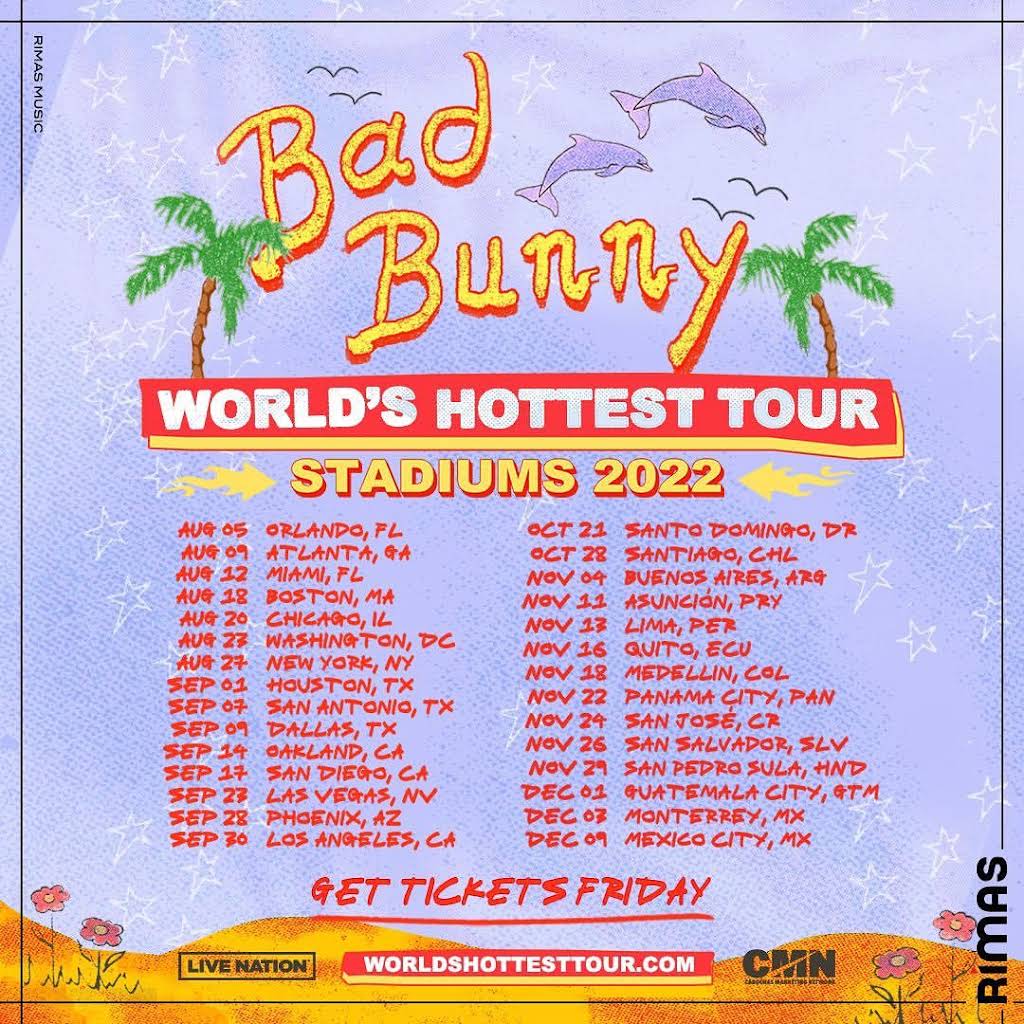 RIMAS MUSIC
Bad
Bunny
WORLD'S HOTTEST TOUR
STADIUMS 2022
AUG 05 ORLANDO, FL
AUG 09 ATLANTA, GA
AUG 12 MIAMI, FL
AUG 18 BOSTON, MA
AUG 20 CHICAGO, IL
AUG 23 WASHINGTON, DC
AUG 27 NEW YORK, NY
SEP 01 HOUSTON, TX
SEP 07 SAN ANTONIO, TX
SEP 09 DALLAS, TX
SEP 14 OAKLAND, CA
SEP 17 SAN DIEGO, CA
SEP 23 LAS VEGAS, NV
SEP 28 PHOENIX, AZ
SEP 30 LOS ANGELES, CA
OCT 21 SANTO DOMINGO, DR
OCT 28 SANTIAGO, CHL
NOV 04 BUENOS AIRES, ARG
NOV 11 ASUNCIÓN, PRY
NOV 13 LIMA, PER
NOV 16 QUITO, ECU
NOV 18 MEDELLIN, COL
NOV 22 PANAMA CITY, PAN
NOV 24 SAN JOSÉ, CR
NOV 26 SAN SALVADOR, SLV
NOV 29 SAN PEDRO SULA, HND
DEC 01 GUATEMALA CITY, GTM
DEC 03 MONTERREY, MX
DEC 09 MEXICO CITY, MX
GET TICKETS FRIDAY
LIVE NATION
WORLDSHOTTESTTOUR.COM
CMN
CARDENAS MARKETING NETWORK
RIMAS